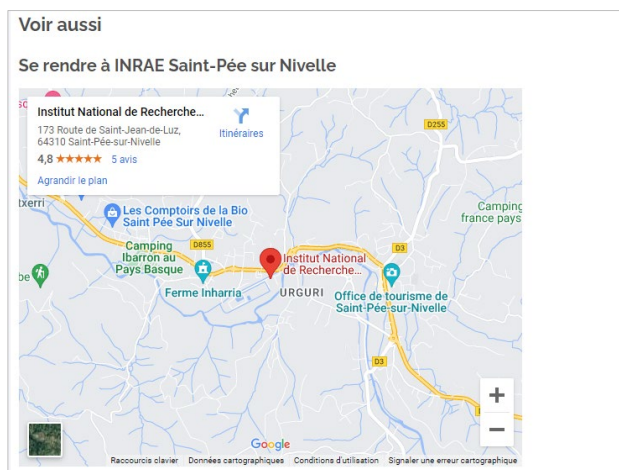 Voir aussi
Se rendre à INRAE Saint-Pée sur Nivelle
Institut National de Recherche...
173 Route de Saint-Jean-de-Luz,
64310 Saint-Pée-sur-Nivelle
4,8 ★★★★★ 5 avis
Agrandir le plan
Itinéraires
D255
txerri
Les Comptoirs de la Bio
Saint Pée Sur Nivelle
Camping
france pays
Camping
Ibarron au
Pays Basque
D855
D3
Institut National
de Recherche...
be
Ferme Inharria
URGURI
Office de tourisme de
Saint-Pée-sur-Nivelle
D3
+
−
Google
Raccourcis clavier Données cartographiques Conditions d'utilisation Signaler une erreur cartographique